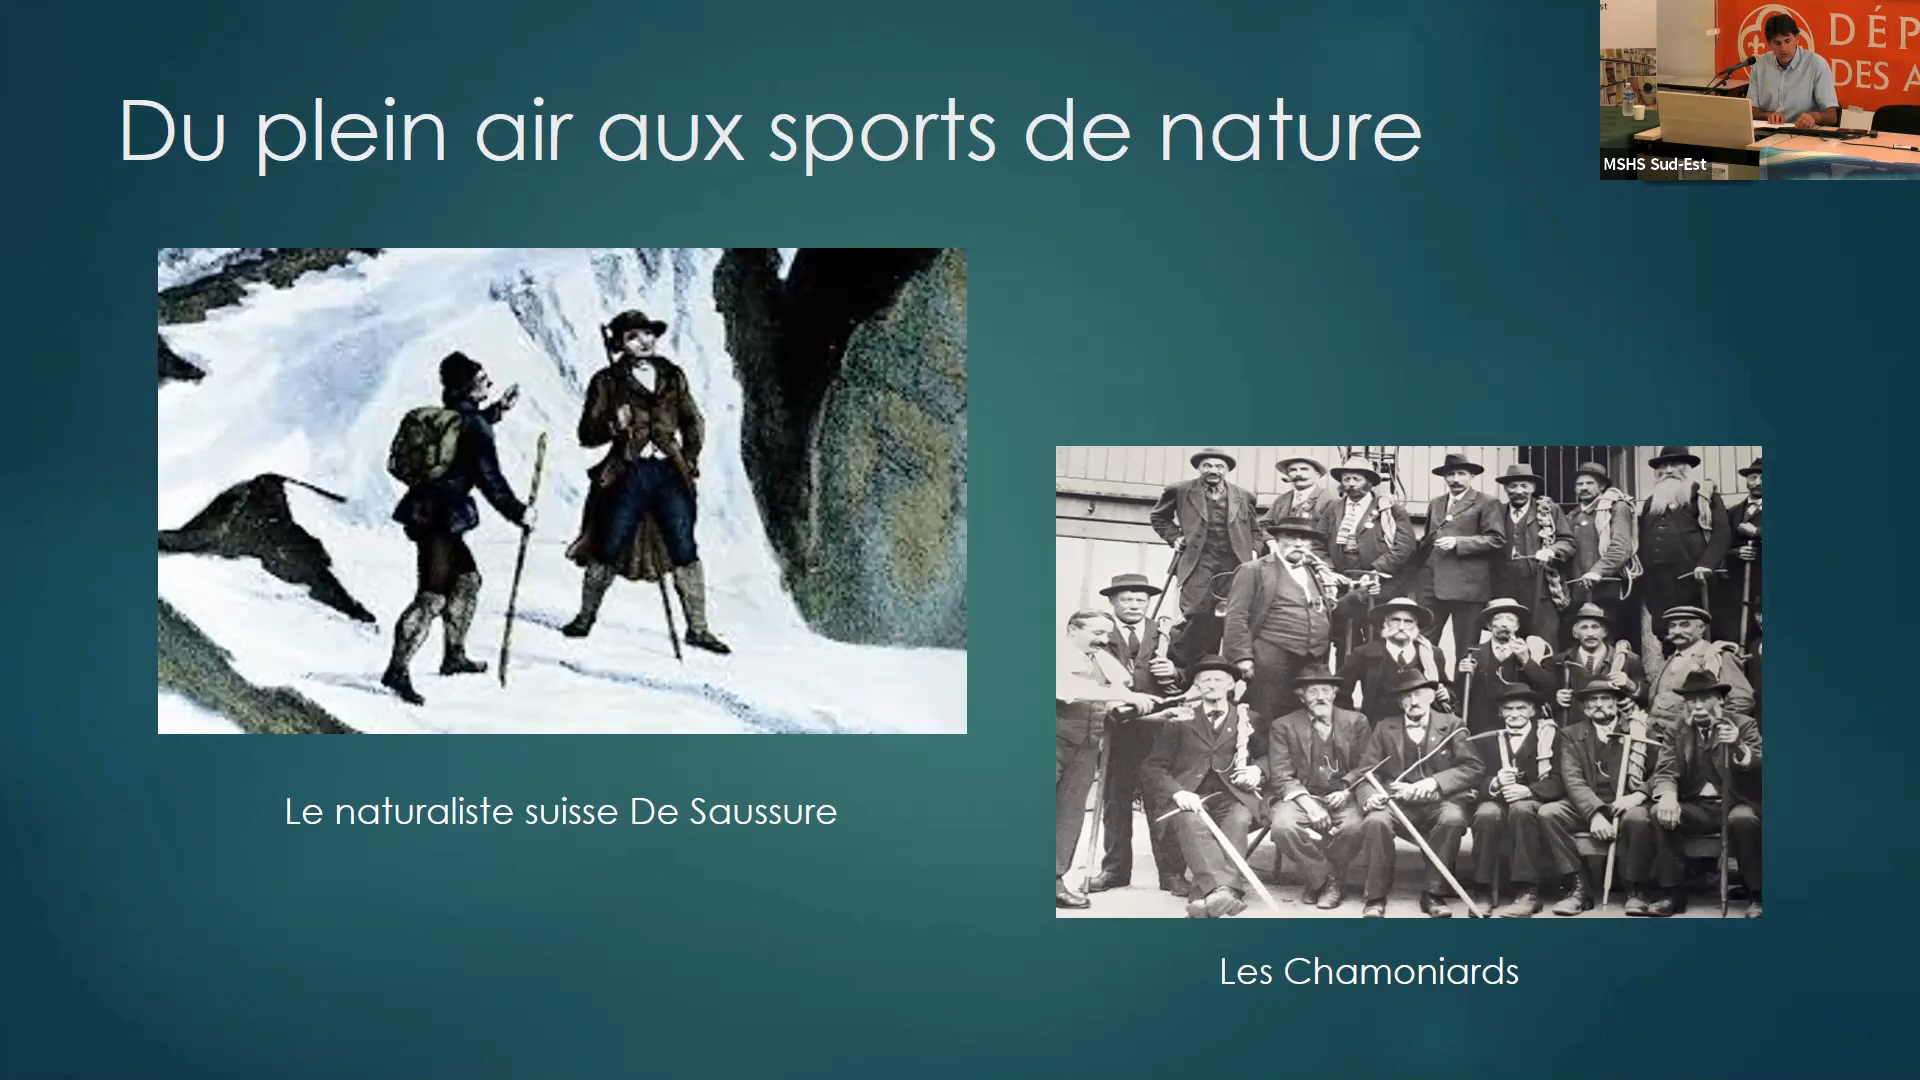 Du plein air aux sports de nature
DÉP
DES A
MSHS Sud-Est
Le naturaliste suisse De Saussure
Les Chamoniards